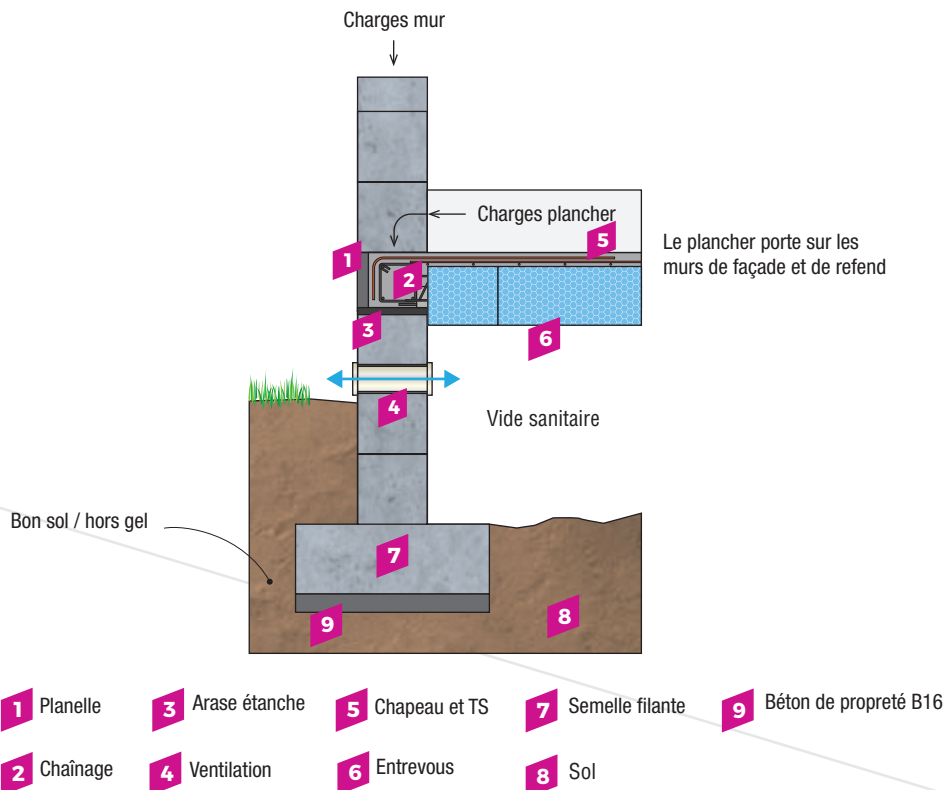 Charges mur
Charges plancher
5
Le plancher porte sur les
murs de façade et de refend
1
2
3
6
4
Vide sanitaire
Bon sol / hors gel
7
8
9
1 Planelle
3 Arase étanche
5 Chapeau et TS
7 Semelle filante
9 Béton de propreté B16
2 Chaînage
4 Ventilation
6 Entrevous
8 Sol